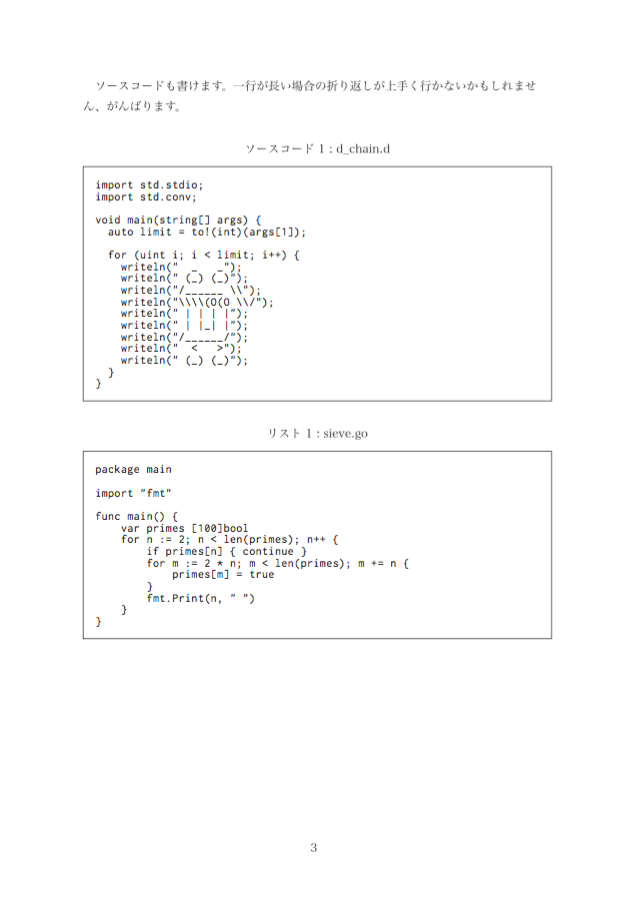 ソースコードも書けます。一行が長い場合の折り返しが上手く行かないかもしれませ
ん、がんばります。
ソースコード 1 : d_chain.d
import std.stdio;
import std.conv;
void main(string[] args) {
  auto limit = to!(int)(args[1]);
  for (uint i; i < limit; i++) {
    writeln("  _   _");
    writeln(" (_) (_)");
    writeln("/______ \\");
    writeln("\\\\(O(O \\/");
    writeln(" | | | |");
    writeln(" | |_| |");
    writeln("/______/");
    writeln("  <   >");
    writeln(" (_) (_)");
  }
}
リスト 1 : sieve.go
package main
import "fmt"
func main() {
    var primes [100]bool
    for n := 2; n < len(primes); n++ {
        if primes[n] { continue }
        for m := 2 * n; m < len(primes); m += n {
            primes[m] = true
        }
        fmt.Print(n, " ")
    }
}
3